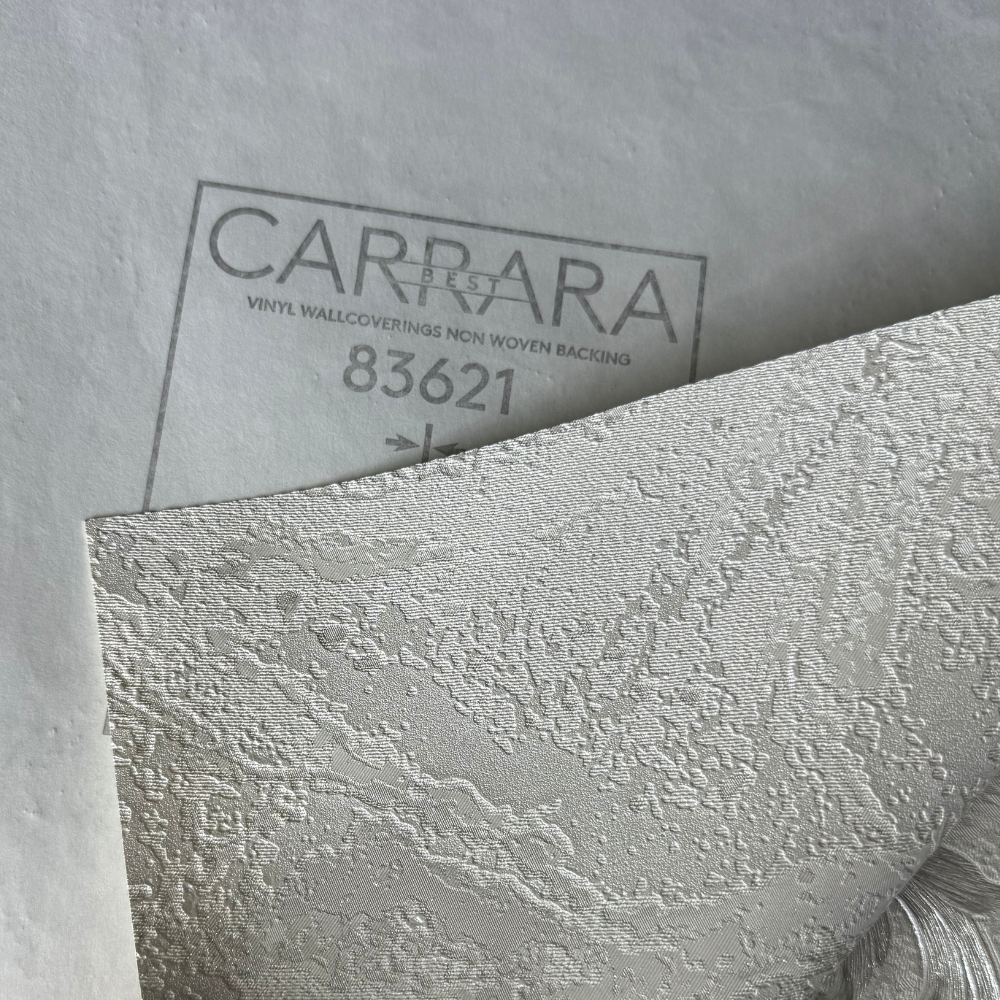 CARRARA
BEST
VINYL WALLCOVERINGS NON WOVEN BACKING
83621